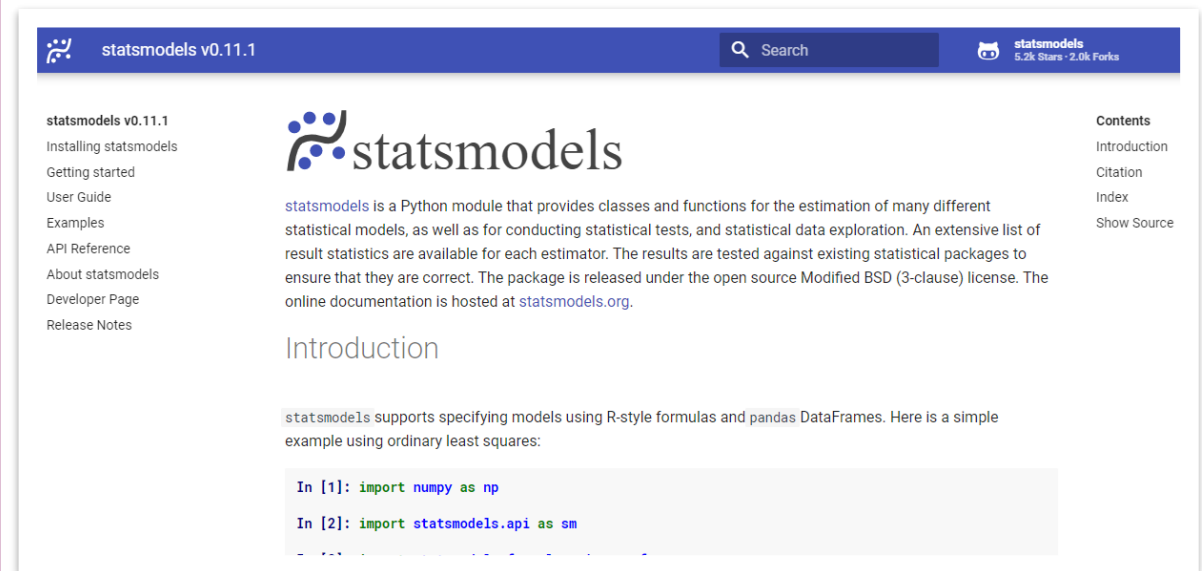 statsmodels v0.11.1
Search
statsmodels
5.2k Stars · 2.0k Forks
statsmodels v0.11.1
Installing statsmodels
Getting started
User Guide
Examples
API Reference
About statsmodels
Developer Page
Release Notes
statsmodels
statsmodels is a Python module that provides classes and functions for the estimation of many different
statistical models, as well as for conducting statistical tests, and statistical data exploration. An extensive list of
result statistics are available for each estimator. The results are tested against existing statistical packages to
ensure that they are correct. The package is released under the open source Modified BSD (3-clause) license. The
online documentation is hosted at statsmodels.org.
Introduction
statsmodels supports specifying models using R-style formulas and pandas DataFrames. Here is a simple
example using ordinary least squares:
In [1]: import numpy as np
In [2]: import statsmodels.api as sm
Contents
Introduction
Citation
Index
Show Source